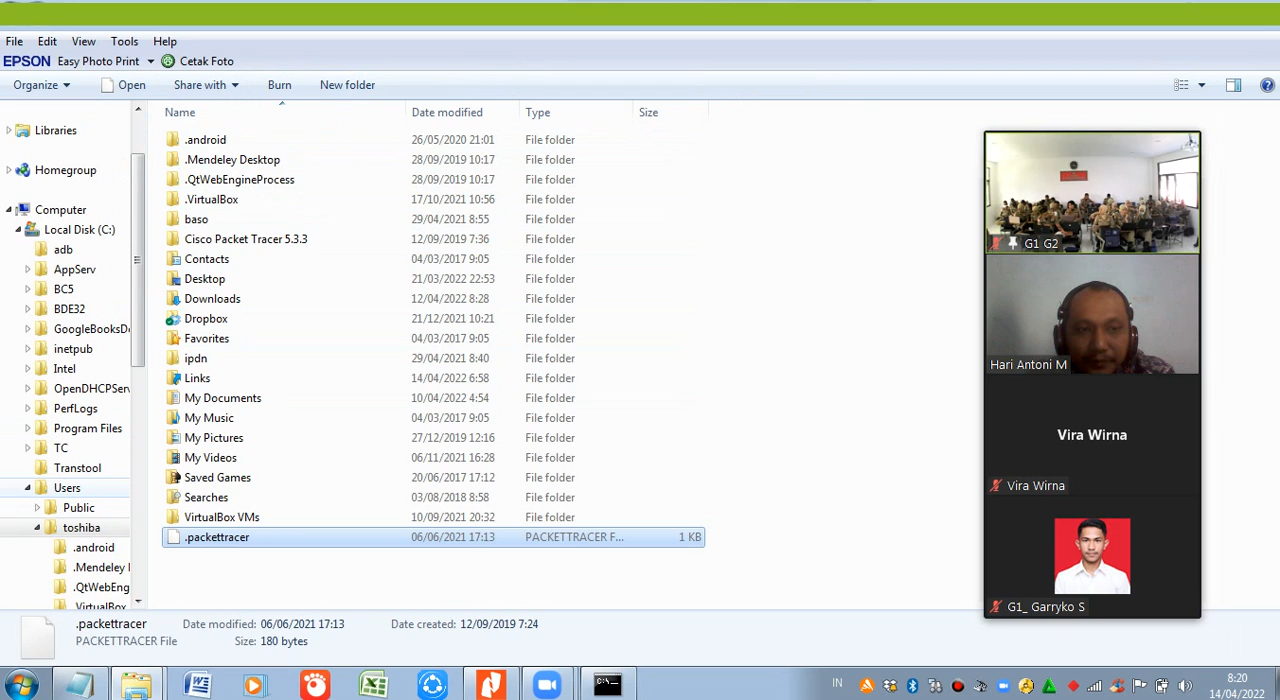 File Edit View Tools Help
EPSON Easy Photo Print Cetak Foto
Organize Open Share with Burn New folder
Name Date modified Type Size
Libraries
Homegroup
Computer
Local Disk (C:)
adb
AppServ
BC5
BDE32
GoogleBooksDo
inetpub
Intel
OpenDHCPServ
PerfLogs
Program Files
TC
Transtool
Users
Public
toshiba
.android
.Mendeley
.QtWebEng
.VirtualBox
.android 26/05/2020 21:01 File folder
.Mendeley Desktop 28/09/2019 10:17 File folder
.QtWebEngineProcess 28/09/2019 10:17 File folder
.VirtualBox 17/10/2021 10:56 File folder
baso 29/04/2021 8:55 File folder
Cisco Packet Tracer 5.3.3 12/09/2019 7:36 File folder
Contacts 04/03/2017 9:05 File folder
Desktop 21/03/2022 22:53 File folder
Downloads 12/04/2022 8:28 File folder
Dropbox 21/12/2021 10:21 File folder
Favorites 04/03/2017 9:05 File folder
ipdn 29/04/2021 8:40 File folder
Links 14/04/2022 6:58 File folder
My Documents 10/04/2022 4:54 File folder
My Music 04/03/2017 9:05 File folder
My Pictures 27/12/2019 12:16 File folder
My Videos 06/11/2021 16:28 File folder
Saved Games 20/06/2017 17:12 File folder
Searches 03/08/2018 8:58 File folder
VirtualBox VMs 10/09/2021 20:32 File folder
.packettracer 06/06/2021 17:13 PACKETTRACER F... 1 KB
G1 G2
Hari Antoni M
Vira Wirna
Vira Wirna
G1_ Garryko S
.packettracer Date modified: 06/06/2021 17:13 Date created: 12/09/2019 7:24
PACKETTRACER File Size: 180 bytes
IN
8:20
14/04/2022